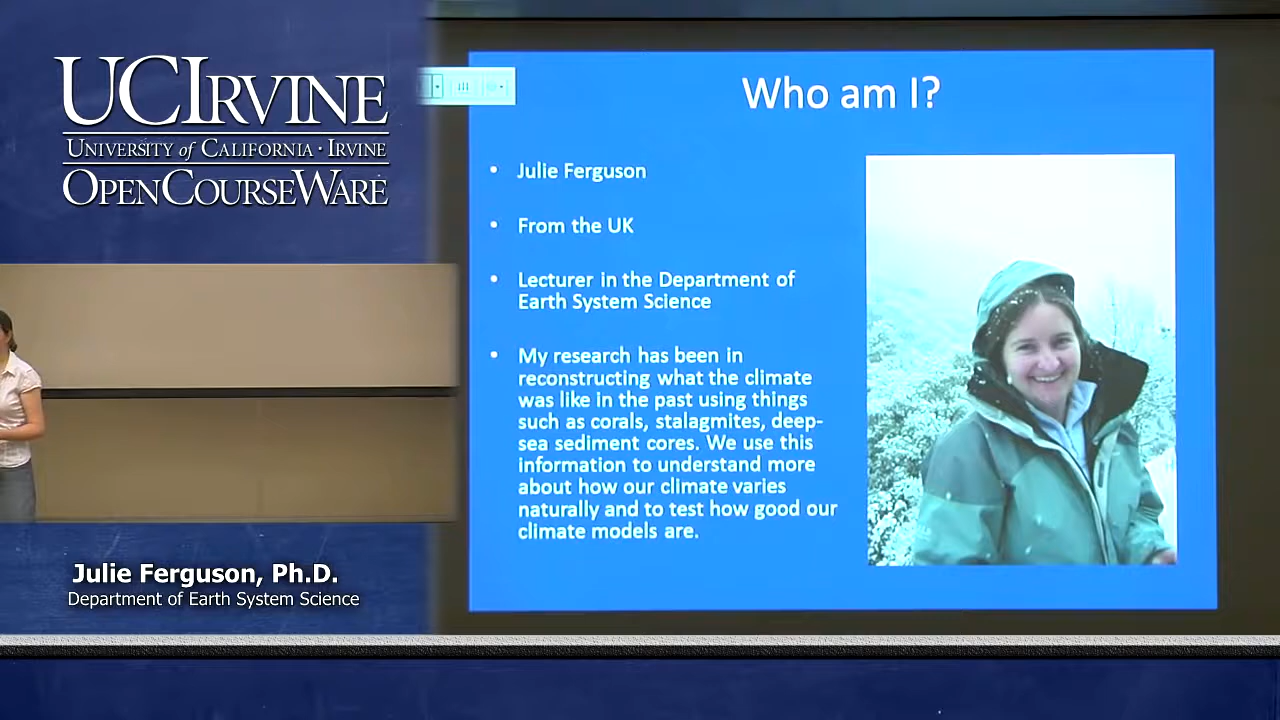 UCIRVINE
UNIVERSITY of CALIFORNIA · IRVINE
OPENCOURSEWARE
Who am I?
• Julie Ferguson
• From the UK
• Lecturer in the Department of
Earth System Science
• My research has been in
reconstructing what the climate
was like in the past using things
such as corals, stalagmites, deep-
sea sediment cores. We use this
information to understand more
about how our climate varies
naturally and to test how good our
climate models are.
Julie Ferguson, Ph.D.
Department of Earth System Science